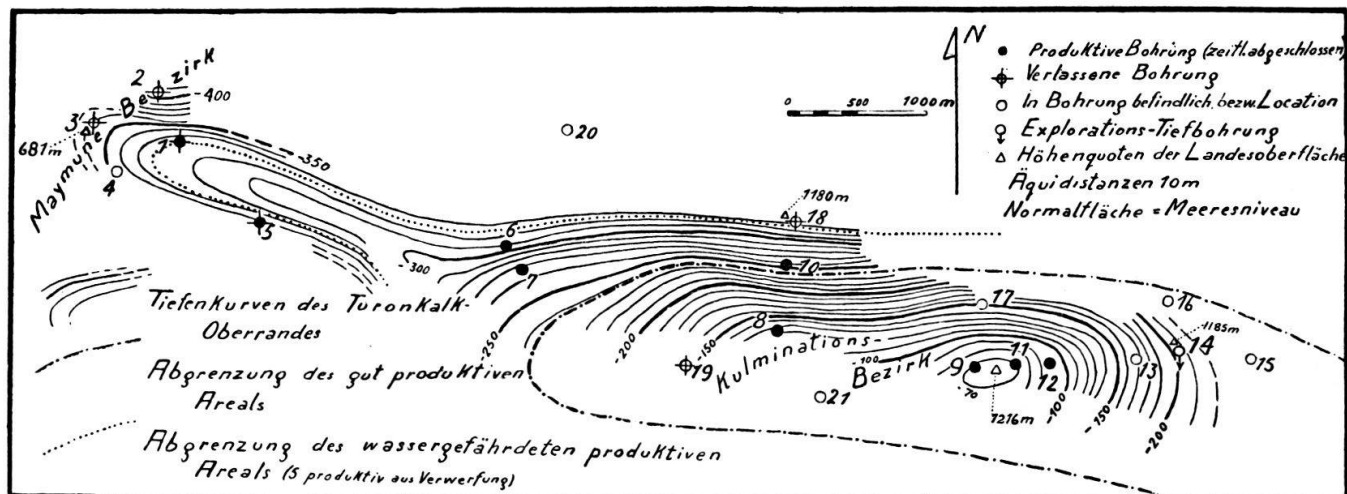 N
Produktive Bohrung (zeitl. abgeschlossen)
Verlassene Bohrung
In Bohrung befindlich, bezw. Location
Explorations-Tiefbohrung
Höhenquoten der Landesoberfläche
Äquidistanzen 10m
Normalfläche = Meeresniveau
0 500 1000m
2
Maymune Bezirk
-400
3'
681m
1
4
-350
5
20
1180m
18
6
-300
7
10
17
16
1185m
14
-250
-200
8
-150
19
Kulminations-
Bezirk
-100
9
11
12
13
15
-70
21
1216m
-100
-150
-200
Tiefenkurven des Turonkalk-
Oberrandes
Abgrenzung des gut produktiven
Areals
Abgrenzung des wassergefährdeten produktiven
Areals (5 produktiv aus Verwerfung)